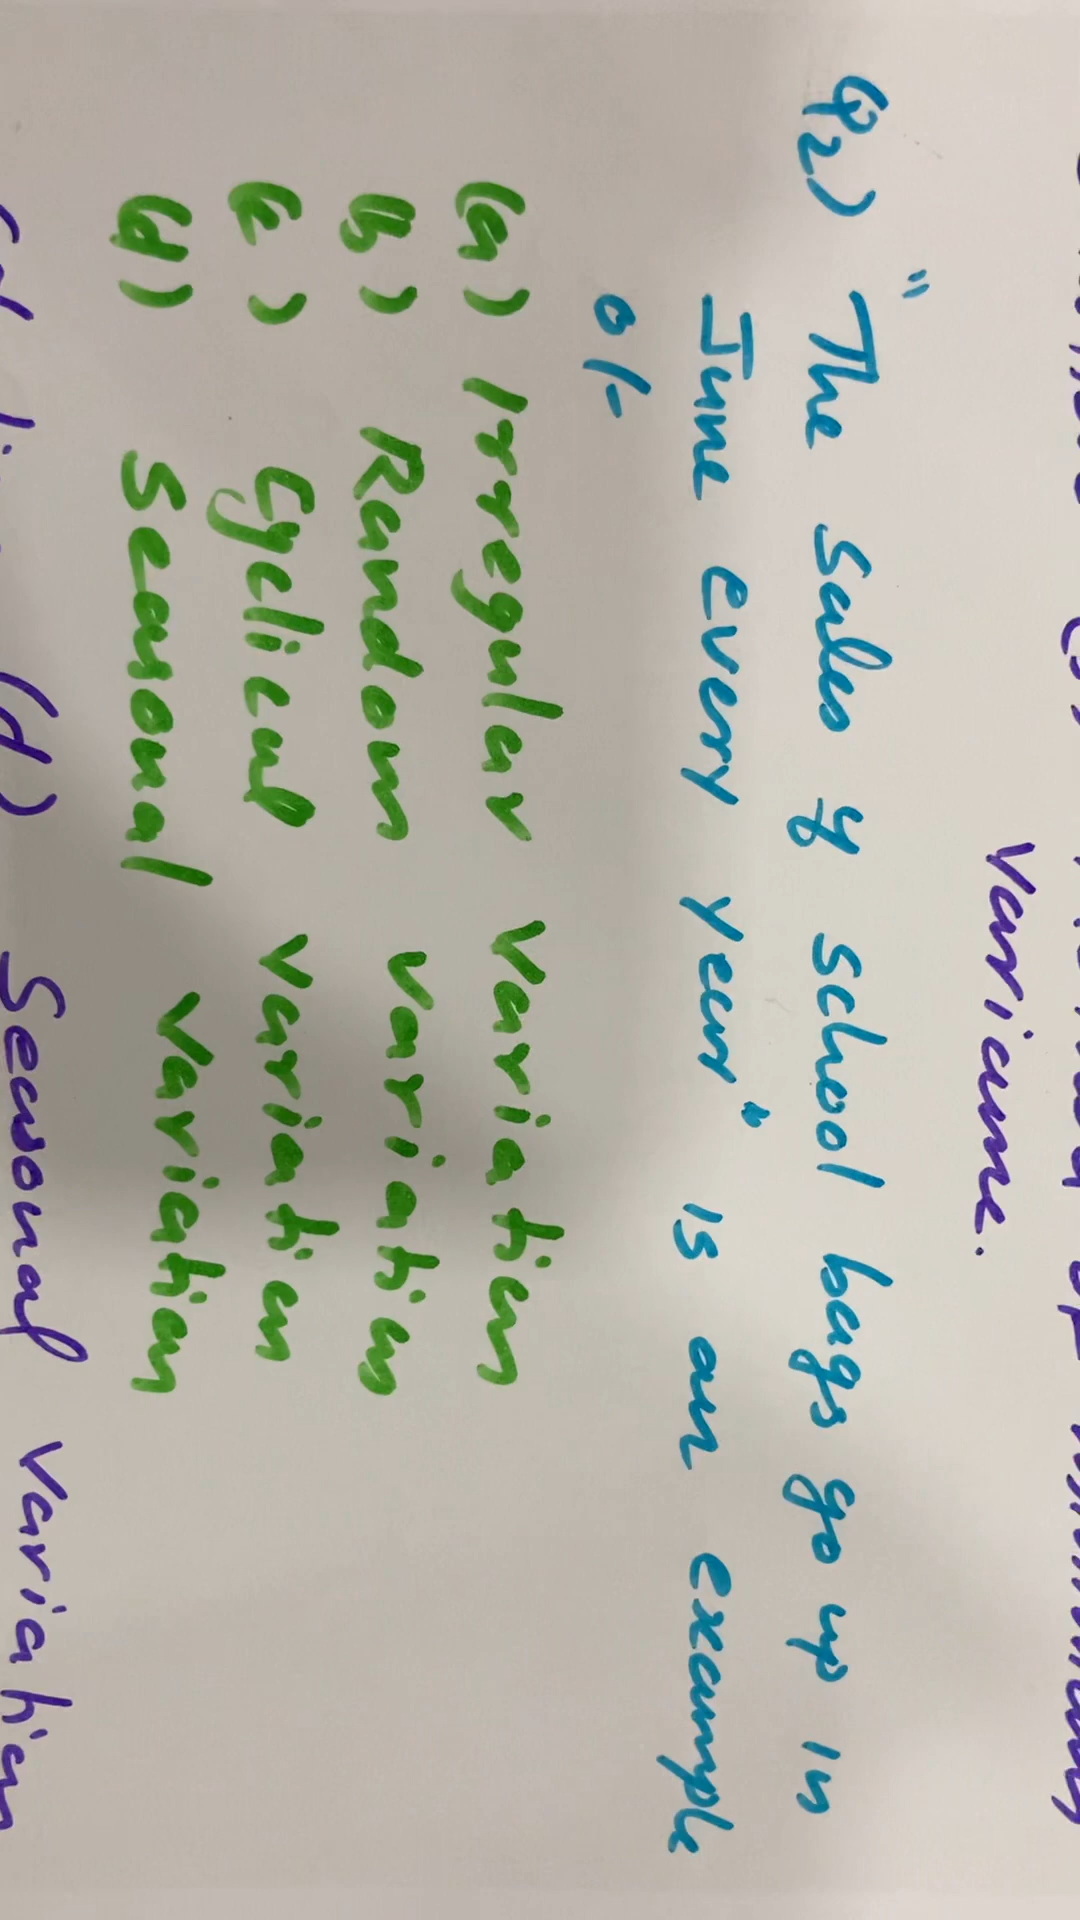 Variance.
Q2) "The Sales of school bags go up in
June every year" is an example
of-
(a) Irregular Variation
(b) Random Variation
(c) Cyclical Variation
(d) Seasonal Variation
(d) Seasonal Variation